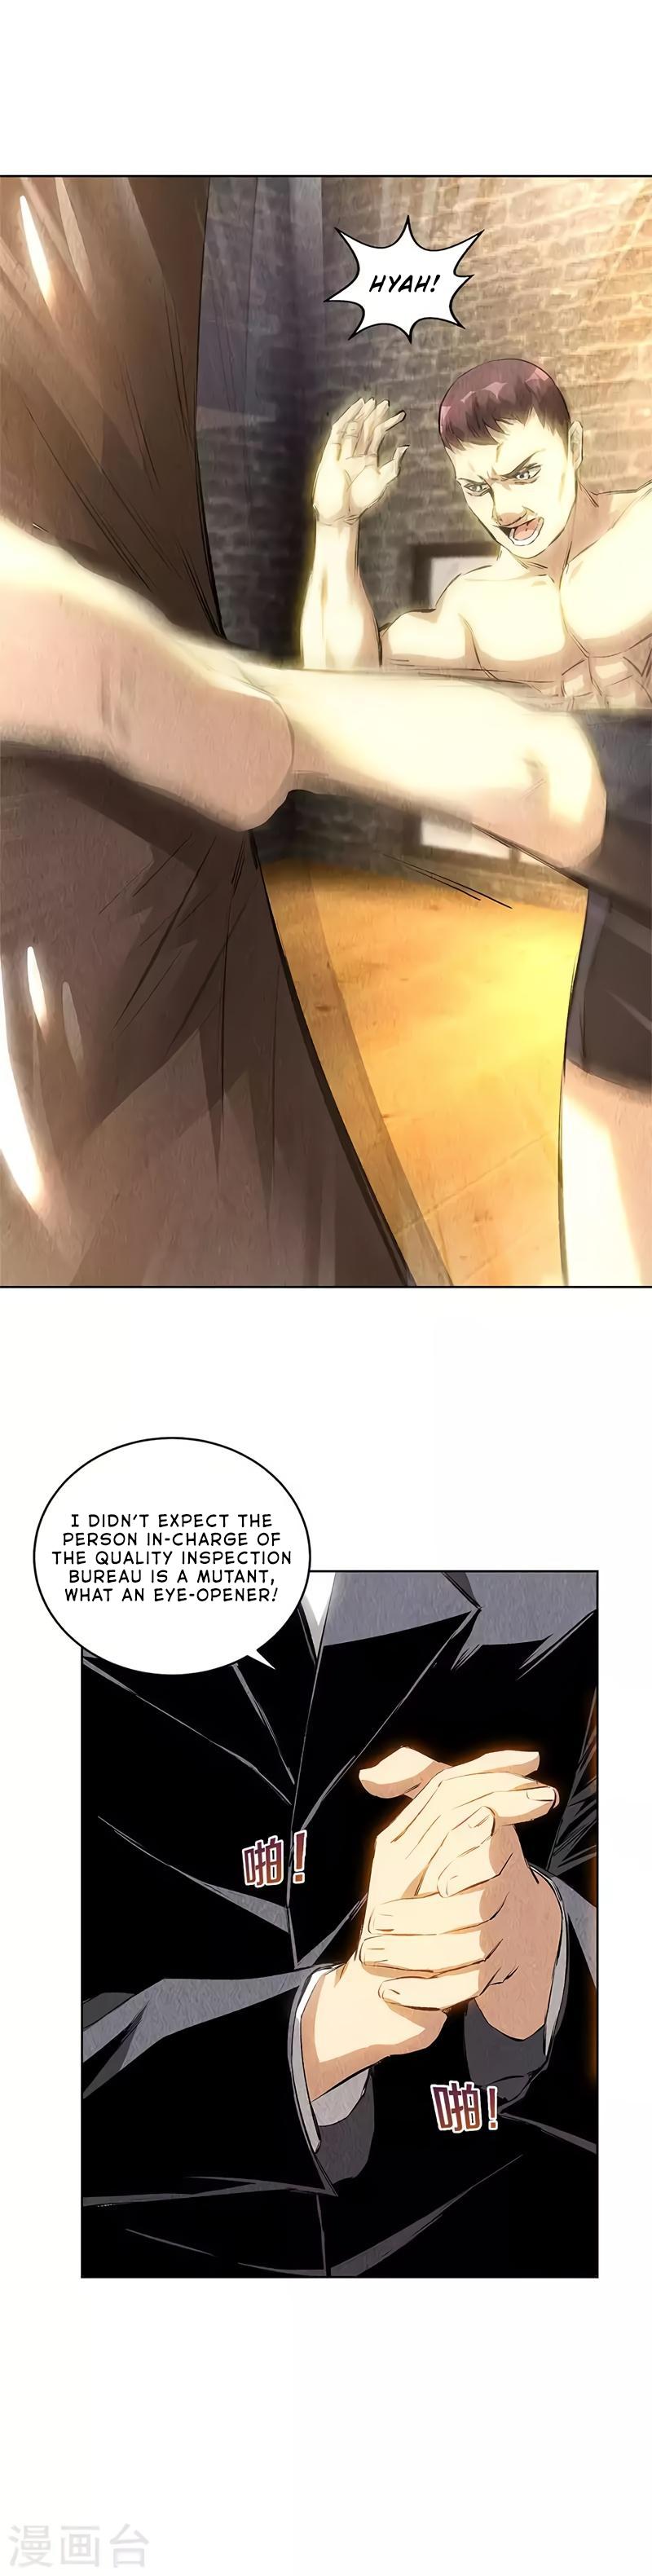 HYAH!
I DIDN'T EXPECT THE
PERSON IN-CHARGE OF
THE QUALITY INSPECTION
BUREAU IS A MUTANT,
WHAT AN EYE-OPENER!
啪!
啪!
漫画台